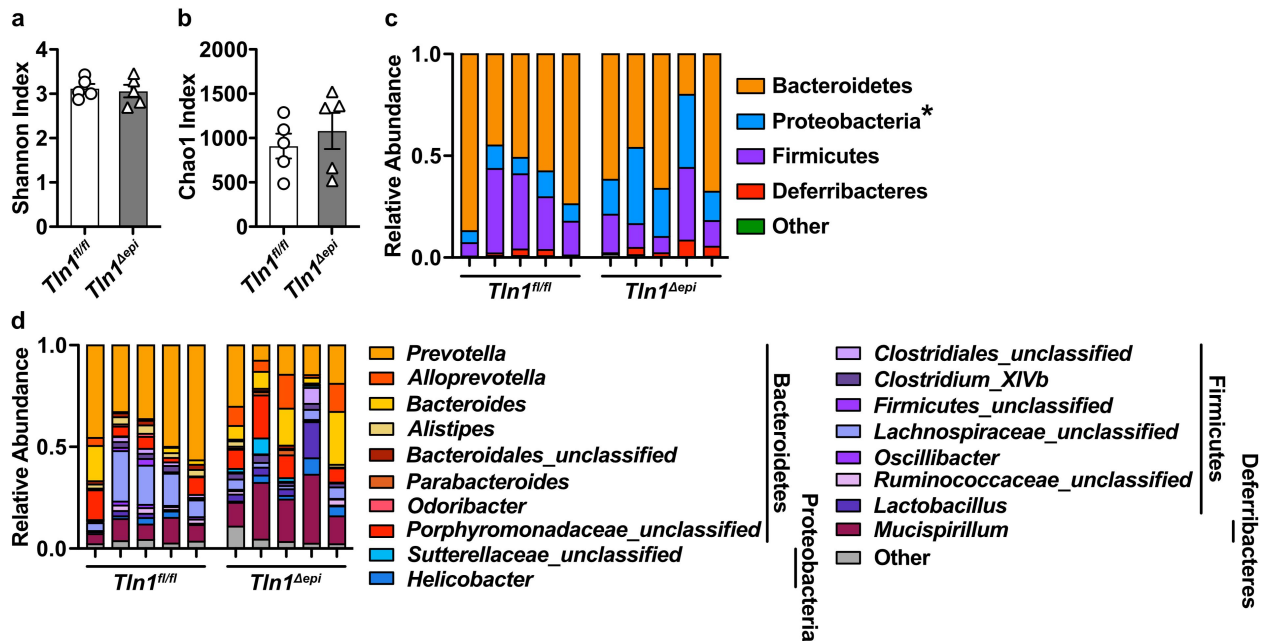 a
4
3
2
1
0
Shannon Index
Tln1fl/fl
Tln1Δepi
b
2000
1500
1000
500
0
Chao1 Index
Tln1fl/fl
Tln1Δepi
c
1.0
0.5
0.0
Relative Abundance
Tln1fl/fl
Tln1Δepi
Bacteroidetes
Proteobacteria*
Firmicutes
Deferribacteres
Other
d
1.0
0.5
0.0
Relative Abundance
Tln1fl/fl
Tln1Δepi
Prevotella
Alloprevotella
Bacteroides
Alistipes
Bacteroidales_unclassified
Parabacteroides
Odoribacter
Porphyromonadaceae_unclassified
Sutterellaceae_unclassified
Helicobacter
Bacteroidetes
Proteobacteria
Clostridiales_unclassified
Clostridium_XIVb
Firmicutes_unclassified
Lachnospiraceae_unclassified
Oscillibacter
Ruminococcaceae_unclassified
Lactobacillus
Mucispirillum
Other
Firmicutes
Deferribacteres